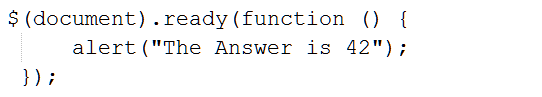 $(document).ready(function () {
    alert("The Answer is 42");
});